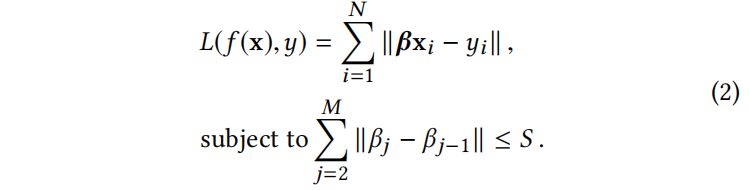 L(f(𝐱), y) = ∑_{i=1}^{N} ‖𝜷𝐱_i − y_i‖ ,
(2)
subject to ∑_{j=2}^{M} ‖β_j − β_{j−1}‖ ≤ S .